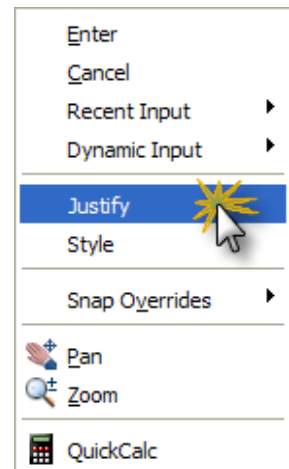 Enter
Cancel
Recent Input
Dynamic Input
Justify
Style
Snap Overrides
Pan
Zoom
QuickCalc